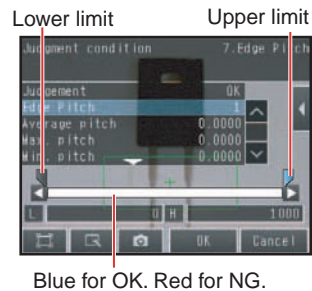 Lower limit
Upper limit
Judgment condition 7.Edge Pitch
Judgement OK
Edge Pitch 1
Average pitch 0.0000
Max. pitch 0.0000
Min. pitch 0.0000
L 0 H 1000
OK Cancel
Blue for OK. Red for NG.